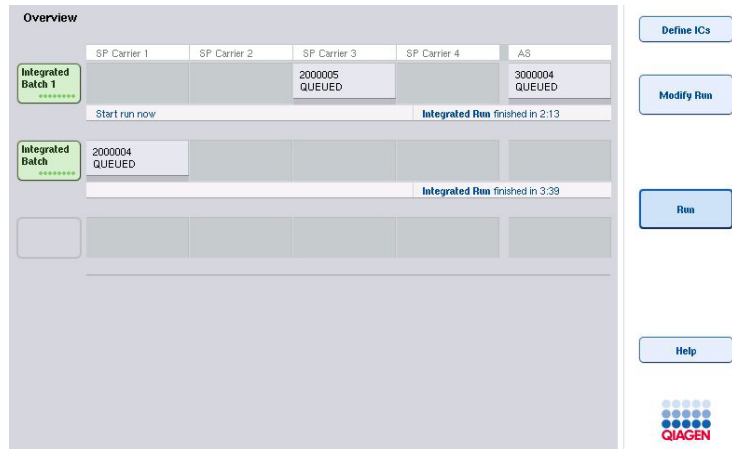 Overview
Define ICs
SP Carrier 1 SP Carrier 2 SP Carrier 3 SP Carrier 4 AS
Integrated
Batch 1
2000005
QUEUED
3000004
QUEUED
Modify Run
Start run now Integrated Run finished in 2:13
Integrated
Batch
2000004
QUEUED
Integrated Run finished in 3:39
Run
Help
QIAGEN